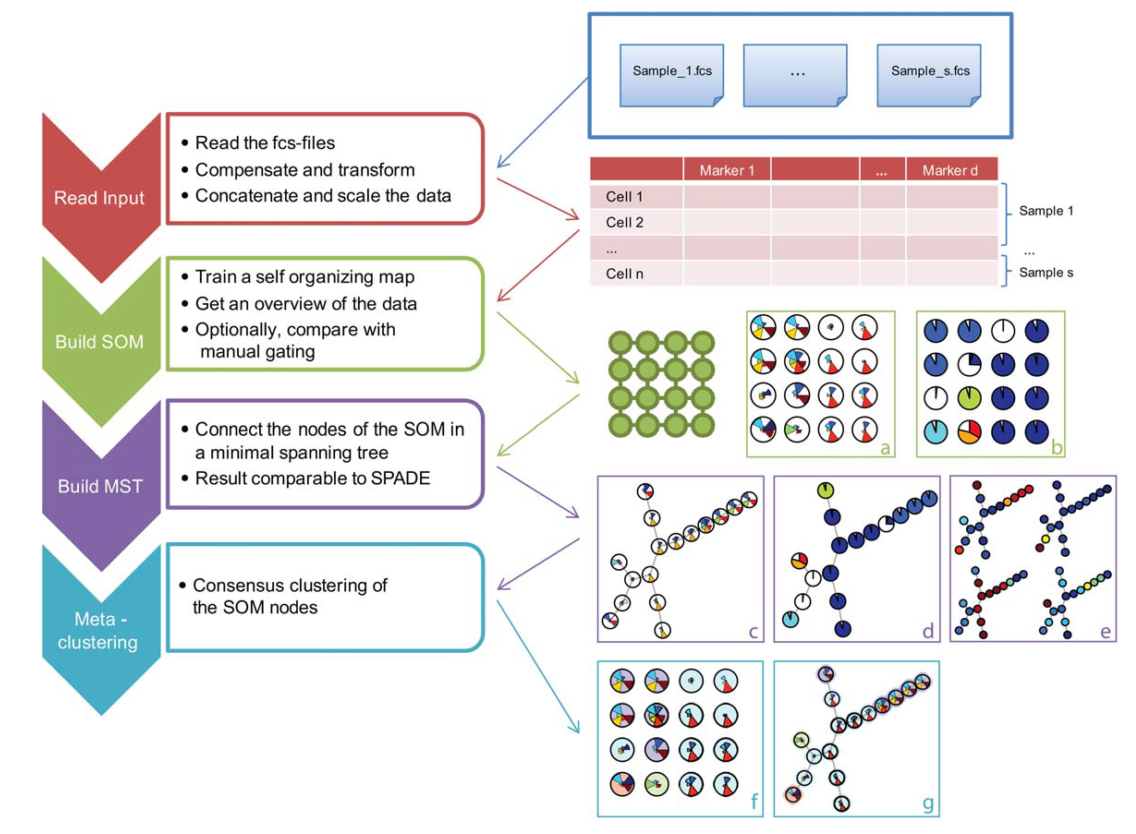 Sample_1.fcs
...
Sample_s.fcs
Read Input
• Read the fcs-files
• Compensate and transform
• Concatenate and scale the data
Marker 1
...
Marker d
Cell 1
Cell 2
...
Cell n
Sample 1
...
Sample s
Build SOM
• Train a self organizing map
• Get an overview of the data
• Optionally, compare with
manual gating
a
b
Build MST
• Connect the nodes of the SOM in
a minimal spanning tree
• Result comparable to SPADE
c
d
e
Meta -
clustering
• Consensus clustering of
the SOM nodes
f
g